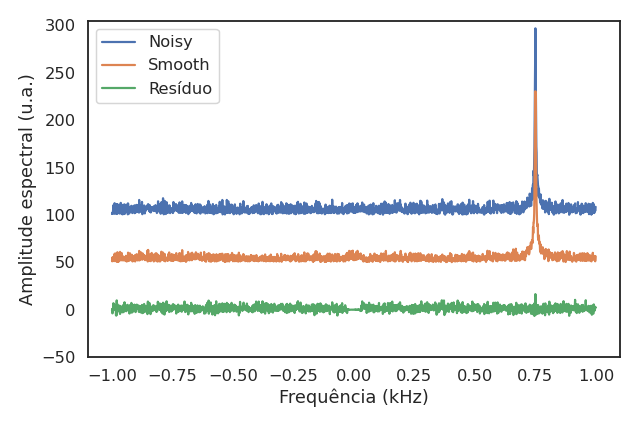 300
250
200
150
100
50
0
−50
Amplitude espectral (u.a.)
Noisy
Smooth
Resíduo
−1.00 −0.75 −0.50 −0.25 0.00 0.25 0.50 0.75 1.00
Frequência (kHz)